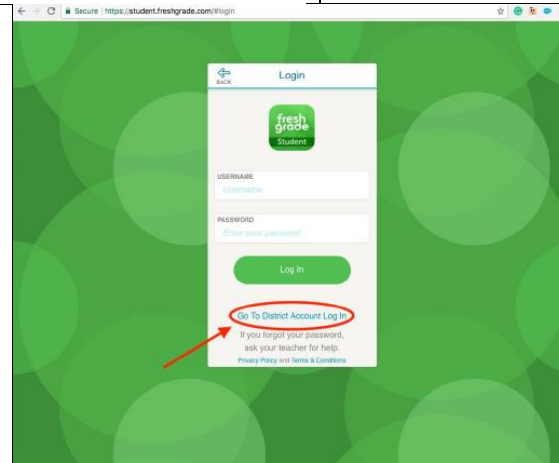 Secure | https://student.freshgrade.com/#login
BACK
Login
fresh
grade
Student
USERNAME
Username
PASSWORD
Enter your password
Log In
Go To District Account Log In
If you forgot your password,
ask your teacher for help.
Privacy Policy and Terms & Conditions